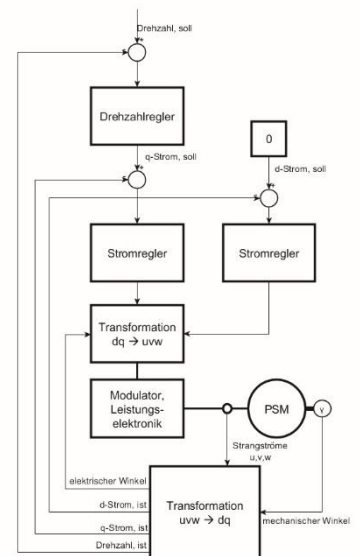 Drehzahl, soll
Drehzahlregler
0
q-Strom, soll
d-Strom, soll
Stromregler
Stromregler
Transformation
dq → uvw
Modulator,
Leistungs-
elektronik
PSM
γ
Strangströme
u,v,w
elektrischer Winkel
d-Strom, ist
Transformation
uvw → dq
mechanischer Winkel
q-Strom, ist
Drehzahl, ist